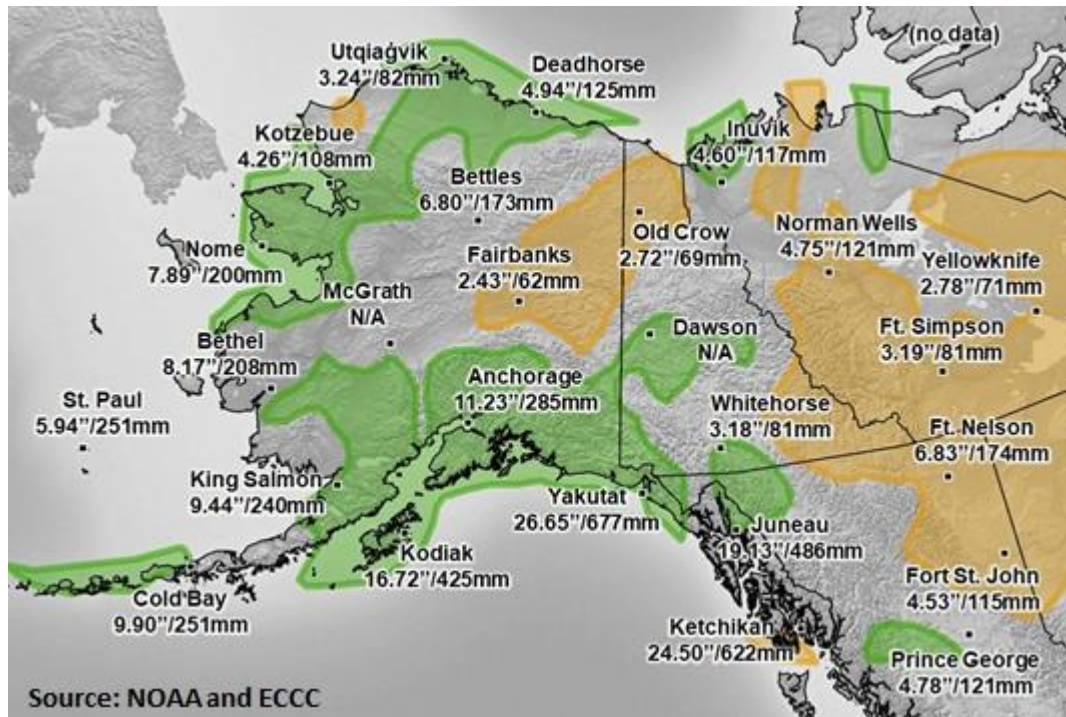 (no data)
Utqiaġvik
3.24”/82mm
Deadhorse
4.94”/125mm
Kotzebue
4.26”/108mm
Inuvik
4.60”/117mm
Bettles
6.80”/173mm
Nome
7.89”/200mm
Fairbanks
2.43”/62mm
Old Crow
2.72”/69mm
Norman Wells
4.75”/121mm
Yellowknife
2.78”/71mm
McGrath
N/A
Dawson
N/A
Ft. Simpson
3.19”/81mm
Bethel
8.17”/208mm
Anchorage
11.23”/285mm
St. Paul
5.94”/251mm
Whitehorse
3.18”/81mm
Ft. Nelson
6.83”/174mm
King Salmon
9.44”/240mm
Yakutat
26.65”/677mm
Juneau
19.13”/486mm
Kodiak
16.72”/425mm
Fort St. John
4.53”/115mm
Cold Bay
9.90”/251mm
Ketchikan
24.50”/622mm
Prince George
4.78”/121mm
Source: NOAA and ECCC